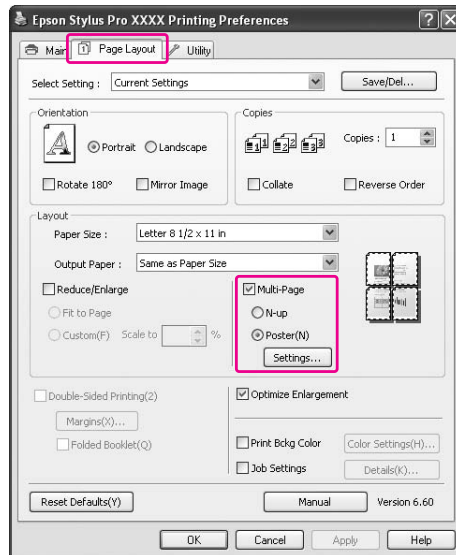 Epson Stylus Pro XXXX Printing Preferences
Main Page Layout Utility
Select Setting : Current Settings Save/Del...
Orientation
Portrait Landscape
Rotate 180° Mirror Image
Copies
Copies : 1
Collate Reverse Order
Layout
Paper Size : Letter 8 1/2 x 11 in
Output Paper : Same as Paper Size
Reduce/Enlarge
Fit to Page
Custom(F) Scale to %
Multi-Page
N-up
Poster(N)
Settings...
Double-Sided Printing(2)
Margins(X)...
Folded Booklet(Q)
Optimize Enlargement
Print Bckg Color Color Settings(H)...
Job Settings Details(K)...
Reset Defaults(Y) Manual Version 6.60
OK Cancel Apply Help